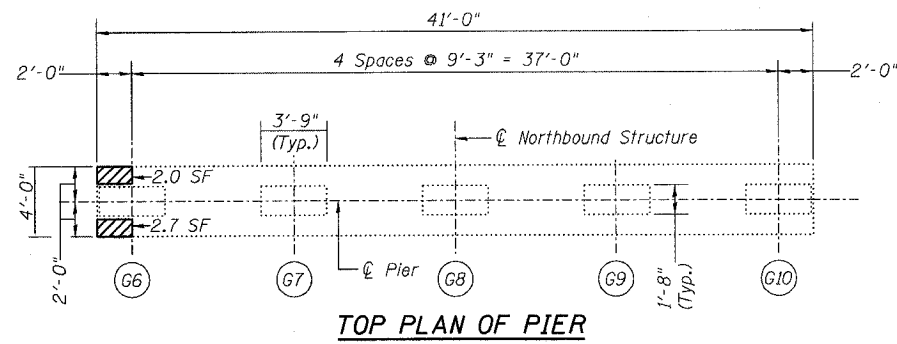 41'-0"
4 Spaces @ 9'-3" = 37'-0"
2'-0"
2'-0"
3'-9"
(Typ.)
℄ Northbound Structure
2.0 SF
4'-0"
2'-0"
2.7 SF
℄ Pier
1'-8"
(Typ.)
G6
G7
G8
G9
G10
TOP PLAN OF PIER